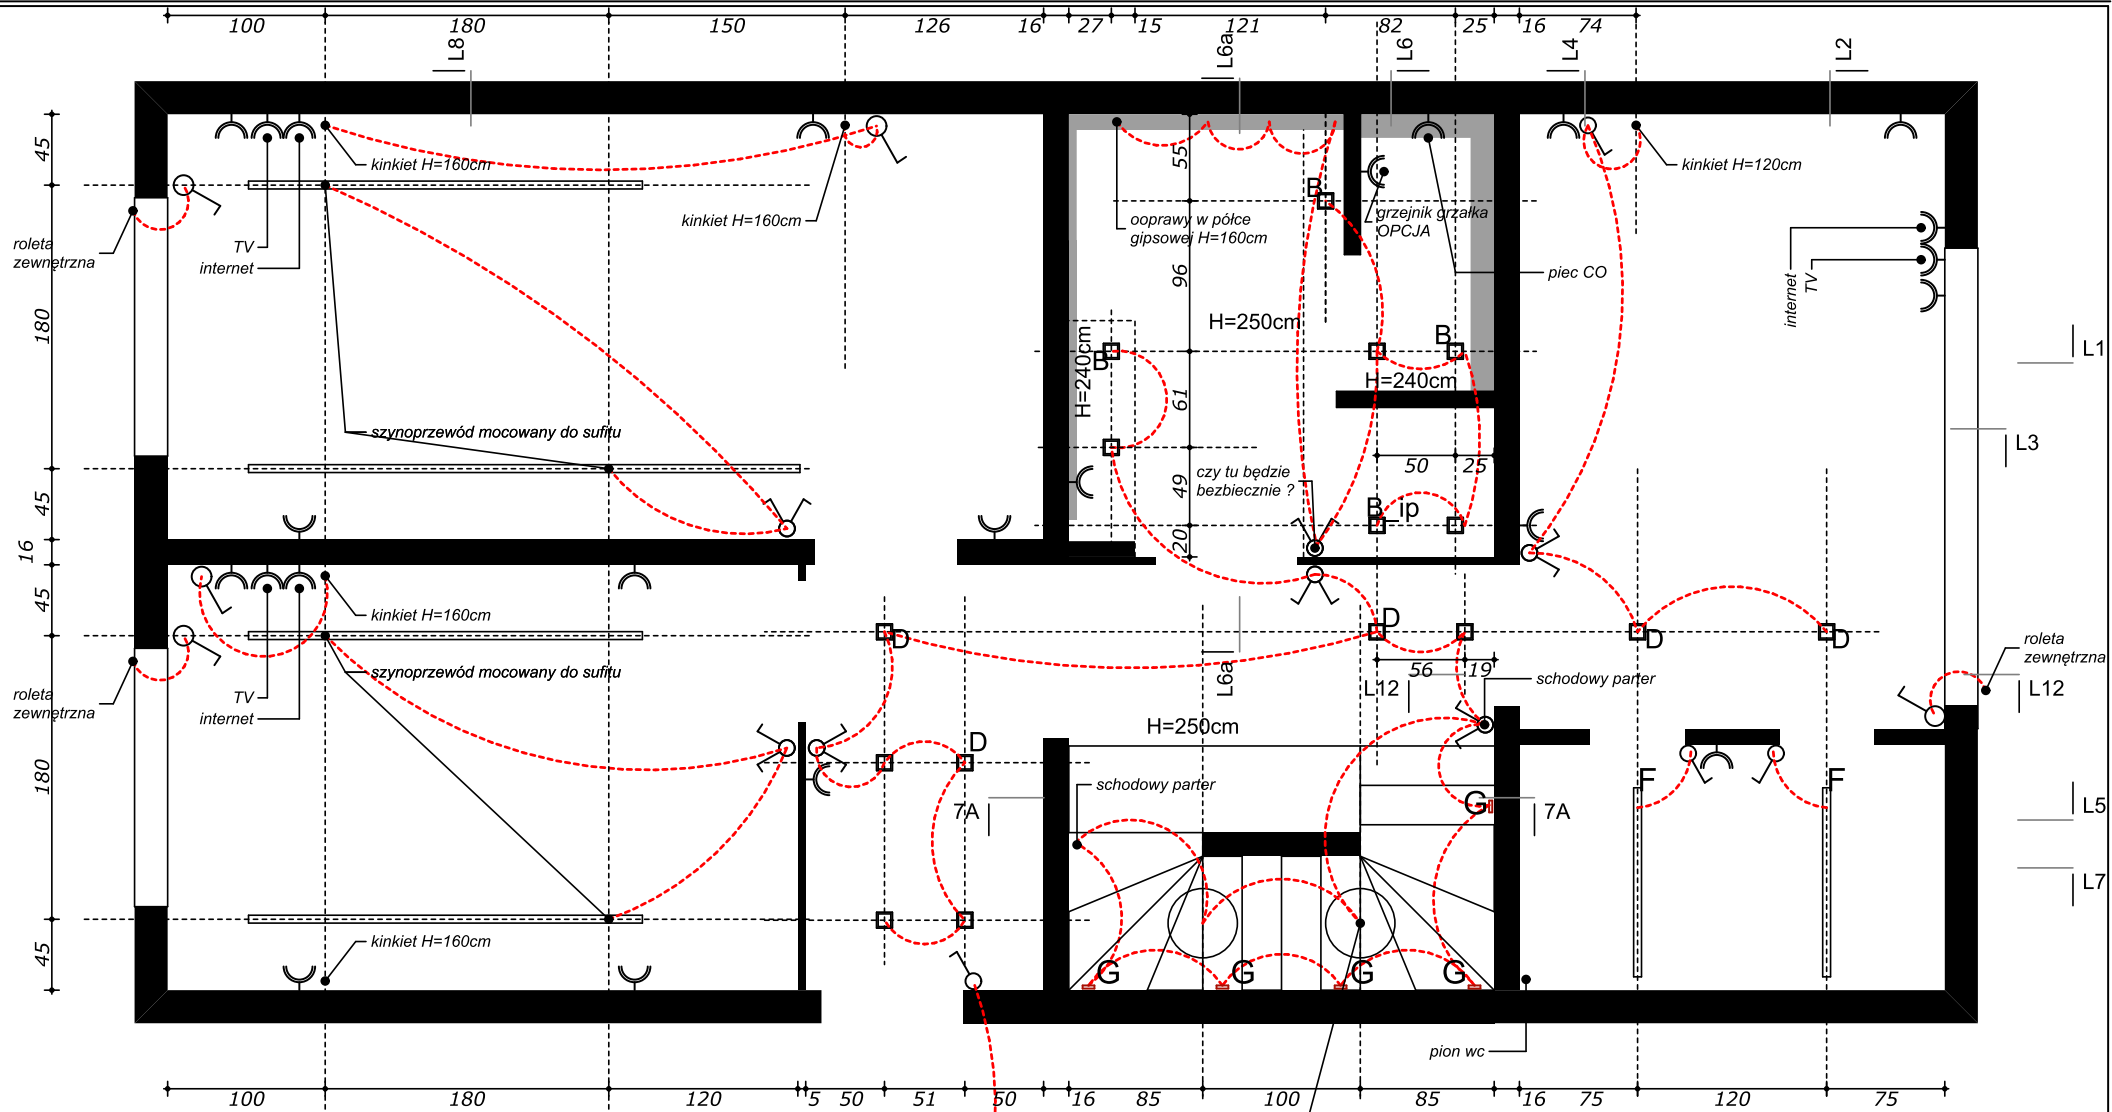 100 180 150 126 16 27 15 121 82 25 16 74
L8 L6a L6 L4 L2
45 180 45 16 45 180 45
kinkiet H=160cm
kinkiet H=160cm
kinkiet H=120cm
roleta
zewnętrzna
TV
internet
ooprawy w półce
gipsowej H=160cm
55
96
61
49
20
B
grzejnik grzałka
OPCJA
piec CO
internet
TV
H=250cm
H=240cm
B
B
H=240cm
L1
L3
szynoprzewód mocowany do sufitu
czy tu będzie
bezbiecznie ?
50 25
B_ip
kinkiet H=160cm
D
D
D
D
roleta
zewnętrzna
szynoprzewód mocowany do sufitu
56 19
L6a
L12
schodowy parter
L12
roleta
zewnętrzna
TV
internet
H=250cm
D
schodowy parter
7A
G
7A
F
F
L5
L7
kinkiet H=160cm
G
G
G
G
pion wc
100 180 120 5 50 51 50 16 85 100 85 16 75 120 75